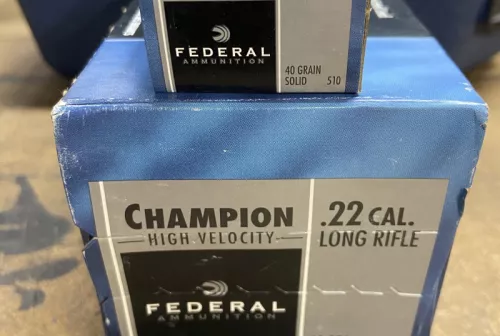 FEDERAL
AMMUNITION
40 GRAIN
SOLID 510
CHAMPION
HIGH VELOCITY
.22 CAL.
LONG RIFLE
FEDERAL
AMMUNITION